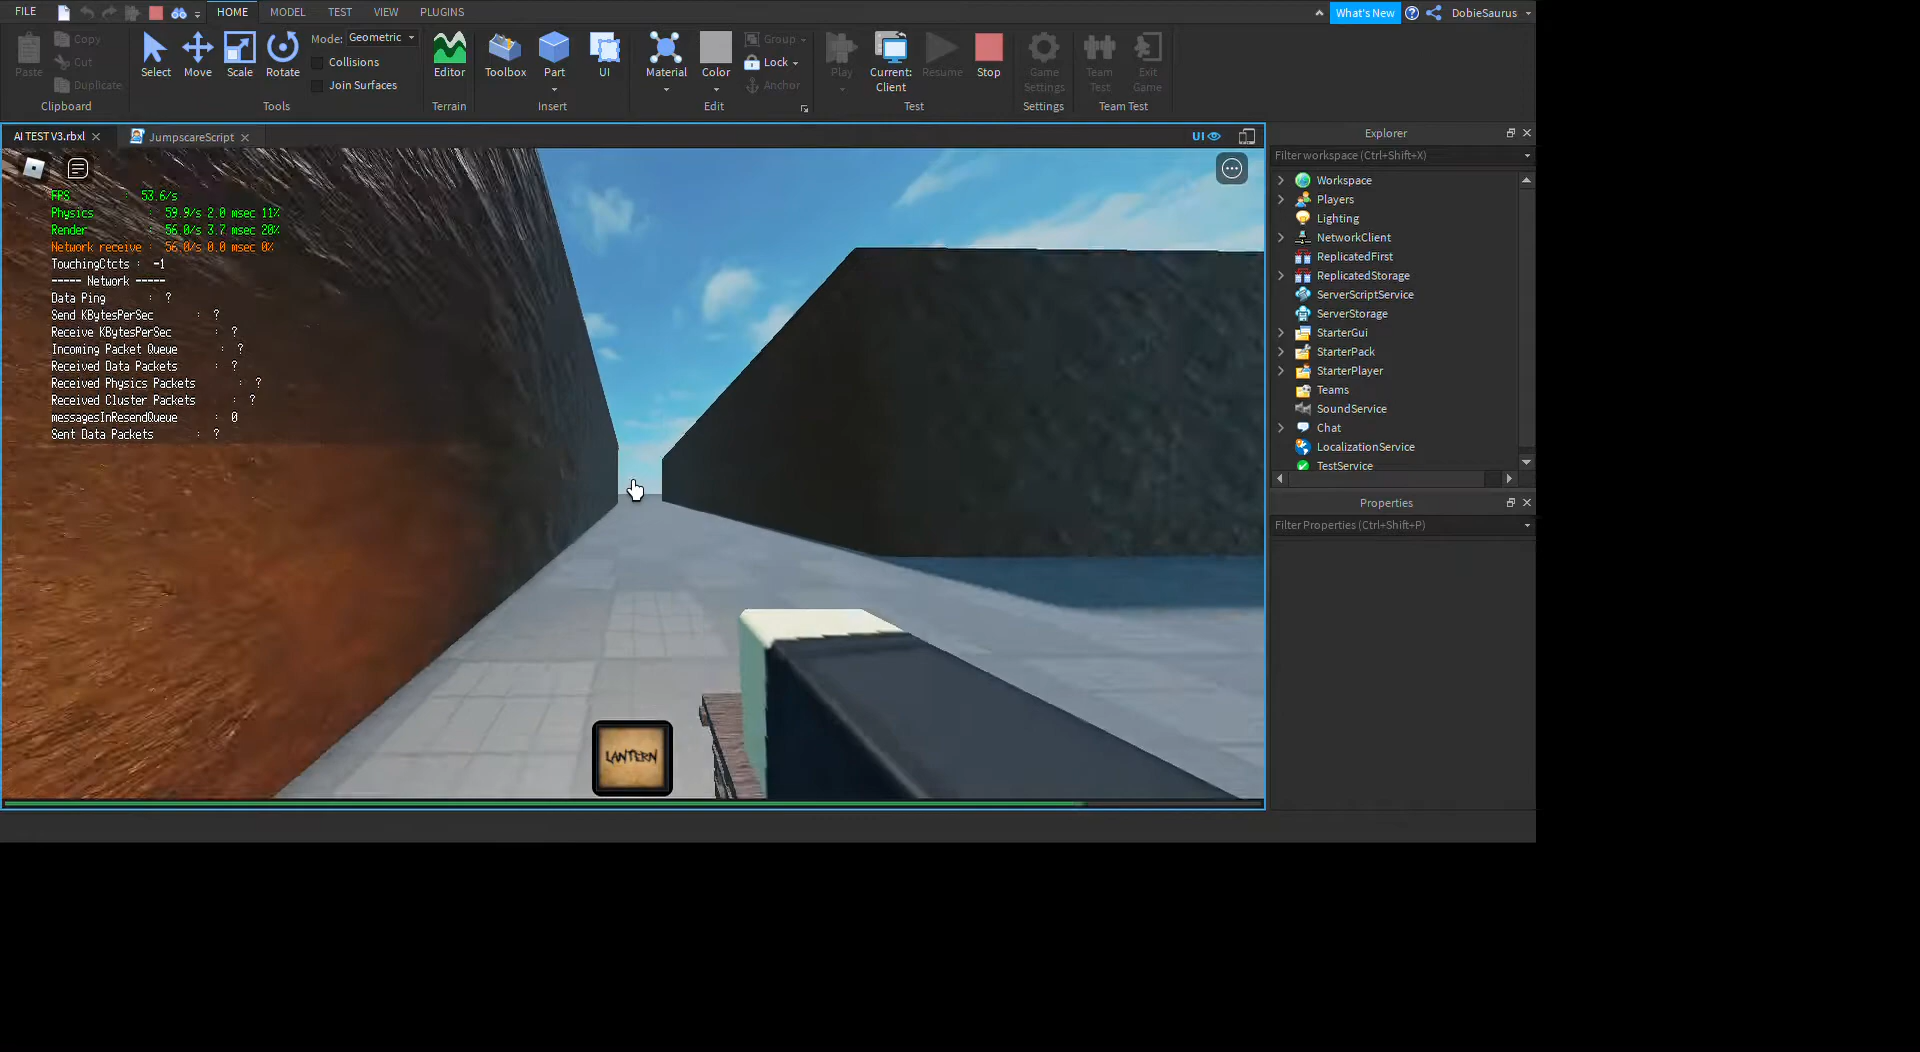 FILE HOME MODEL TEST VIEW PLUGINS What's New DobieSaurus
Paste Copy Cut Duplicate Clipboard
Select Move Scale Rotate Mode: Geometric Collisions Join Surfaces Tools
Editor Terrain
Toolbox Part UI Insert
Material Color Group Lock Anchor Edit
Play Current: Client Resume Stop Test
Game Settings Settings
Team Test Exit Game Team Test
AI TEST V3.rbxl JumpscareScript UI
FPS : 53.6/s
Physics : 59.9/s 2.0 msec 11%
Render : 56.0/s 3.7 msec 20%
Network receive : 56.0/s 0.0 msec 0%
TouchingCtcts : -1
----- Network -----
Data Ping : ?
Send KBytesPerSec : ?
Receive KBytesPerSec : ?
Incoming Packet Queue : ?
Received Data Packets : ?
Received Physics Packets : ?
Received Cluster Packets : ?
messagesInResendQueue : 0
Sent Data Packets : ?
LANTERN
Explorer
Filter workspace (Ctrl+Shift+X)
Workspace
Players
Lighting
NetworkClient
ReplicatedFirst
ReplicatedStorage
ServerScriptService
ServerStorage
StarterGui
StarterPack
StarterPlayer
Teams
SoundService
Chat
LocalizationService
TestService
Properties
Filter Properties (Ctrl+Shift+P)